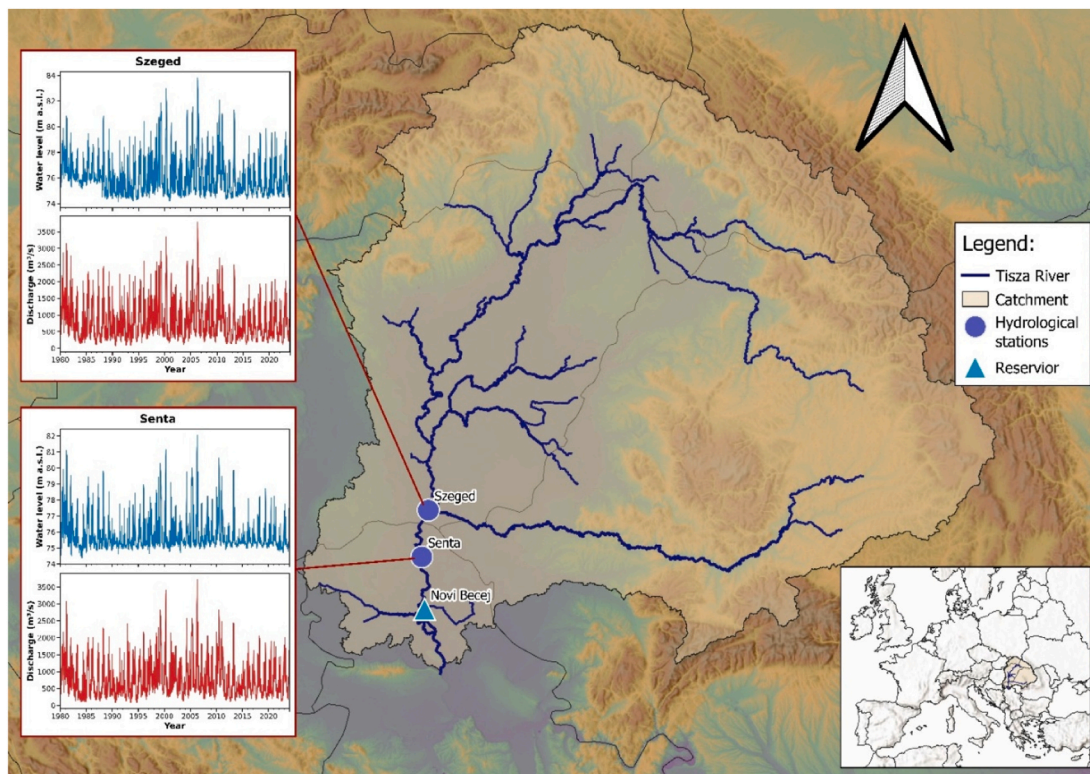 Szeged
Water level (m a.s.l.)
84
82
80
78
76
74
Discharge (m³/s)
3500
3000
2500
2000
1500
1000
500
0
1980 1985 1990 1995 2000 2005 2010 2015 2020
Year
Senta
Water level (m a.s.l.)
82
81
80
79
78
77
76
75
74
Discharge (m³/s)
3500
3000
2500
2000
1500
1000
500
0
1980 1985 1990 1995 2000 2005 2010 2015 2020
Year
Szeged
Senta
Novi Becej
Legend:
Tisza River
Catchment
Hydrological
stations
Reservior